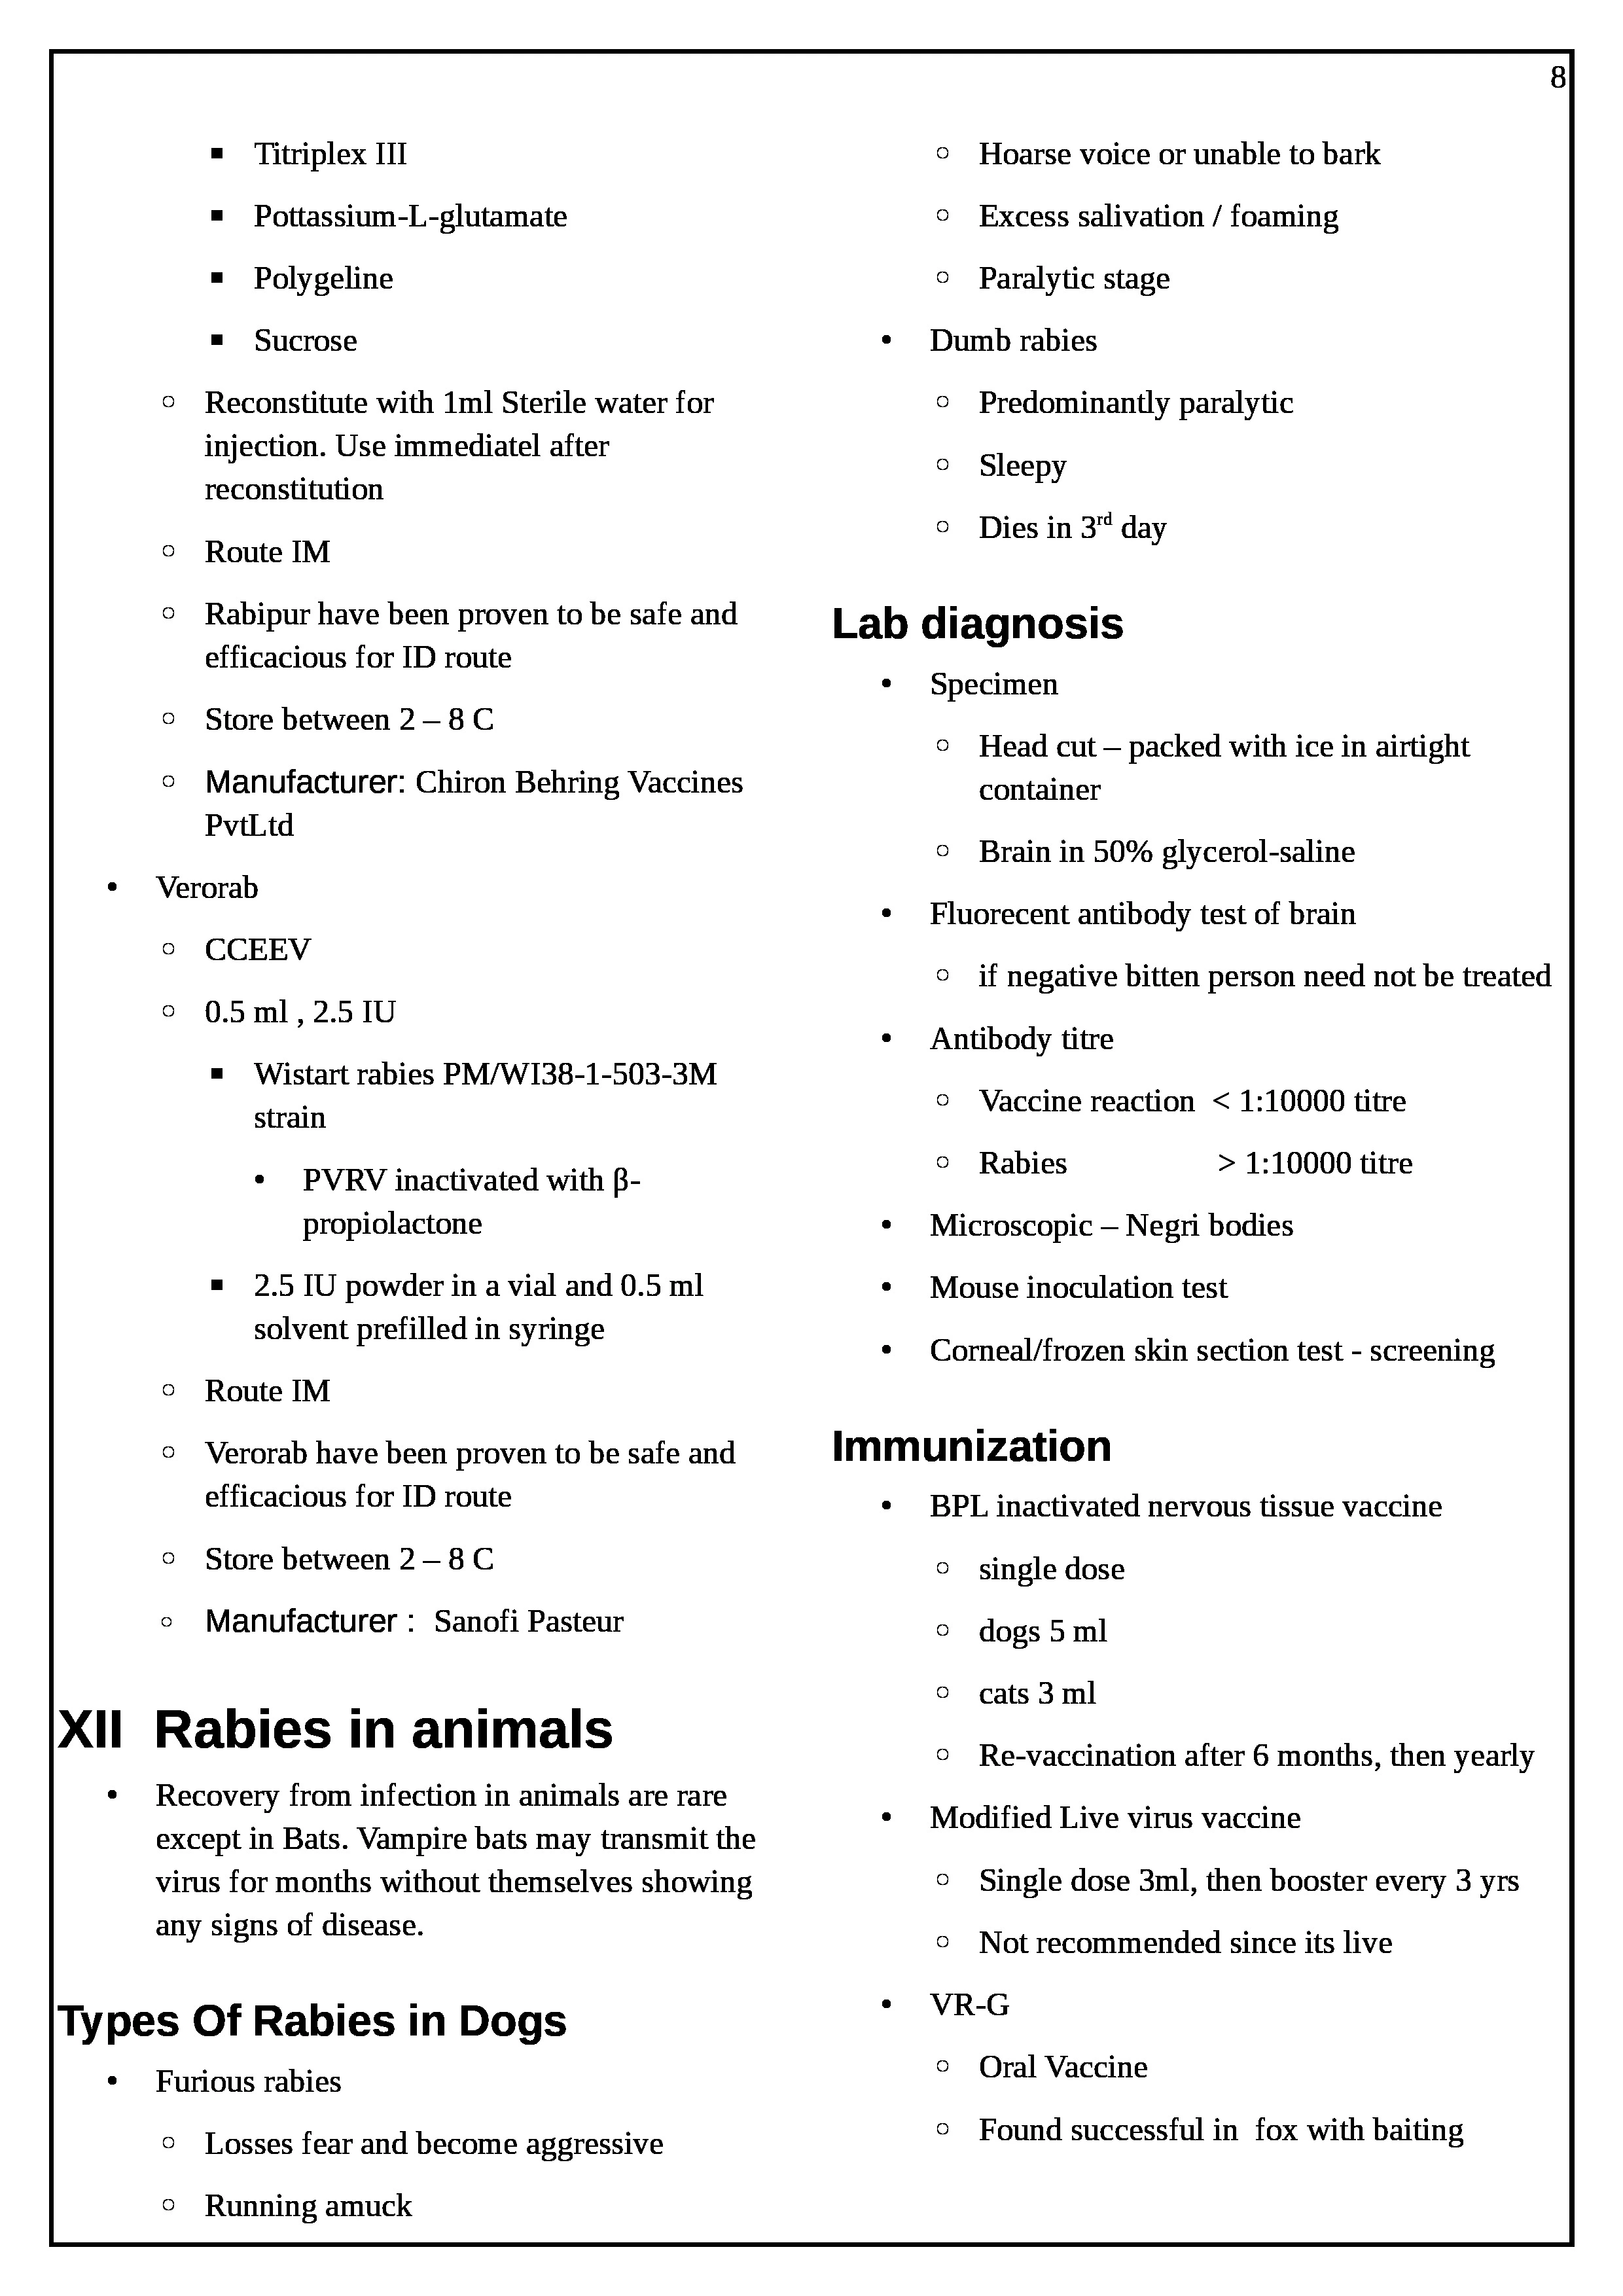 8
Titriplex III
Pottassium-L-glutamate
Polygeline
Sucrose
Reconstitute with 1ml Sterile water for
injection. Use immediatel after
reconstitution
Route IM
Rabipur have been proven to be safe and
efficacious for ID route
Store between 2 – 8 C
Manufacturer: Chiron Behring Vaccines
PvtLtd
Verorab
CCEEV
0.5 ml , 2.5 IU
Wistart rabies PM/WI38-1-503-3M
strain
PVRV inactivated with β-
propiolactone
2.5 IU powder in a vial and 0.5 ml
solvent prefilled in syringe
Route IM
Verorab have been proven to be safe and
efficacious for ID route
Store between 2 – 8 C
Manufacturer :  Sanofi Pasteur
XII  Rabies in animals
Recovery from infection in animals are rare
except in Bats. Vampire bats may transmit the
virus for months without themselves showing
any signs of disease.
Types Of Rabies in Dogs
Furious rabies
Losses fear and become aggressive
Running amuck
Hoarse voice or unable to bark
Excess salivation / foaming
Paralytic stage
Dumb rabies
Predominantly paralytic
Sleepy
Dies in 3rd day
Lab diagnosis
Specimen
Head cut – packed with ice in airtight
container
Brain in 50% glycerol-saline
Fluorecent antibody test of brain
if negative bitten person need not be treated
Antibody titre
Vaccine reaction  < 1:10000 titre
Rabies > 1:10000 titre
Microscopic – Negri bodies
Mouse inoculation test
Corneal/frozen skin section test - screening
Immunization
BPL inactivated nervous tissue vaccine
single dose
dogs 5 ml
cats 3 ml
Re-vaccination after 6 months, then yearly
Modified Live virus vaccine
Single dose 3ml, then booster every 3 yrs
Not recommended since its live
VR-G
Oral Vaccine
Found successful in  fox with baiting